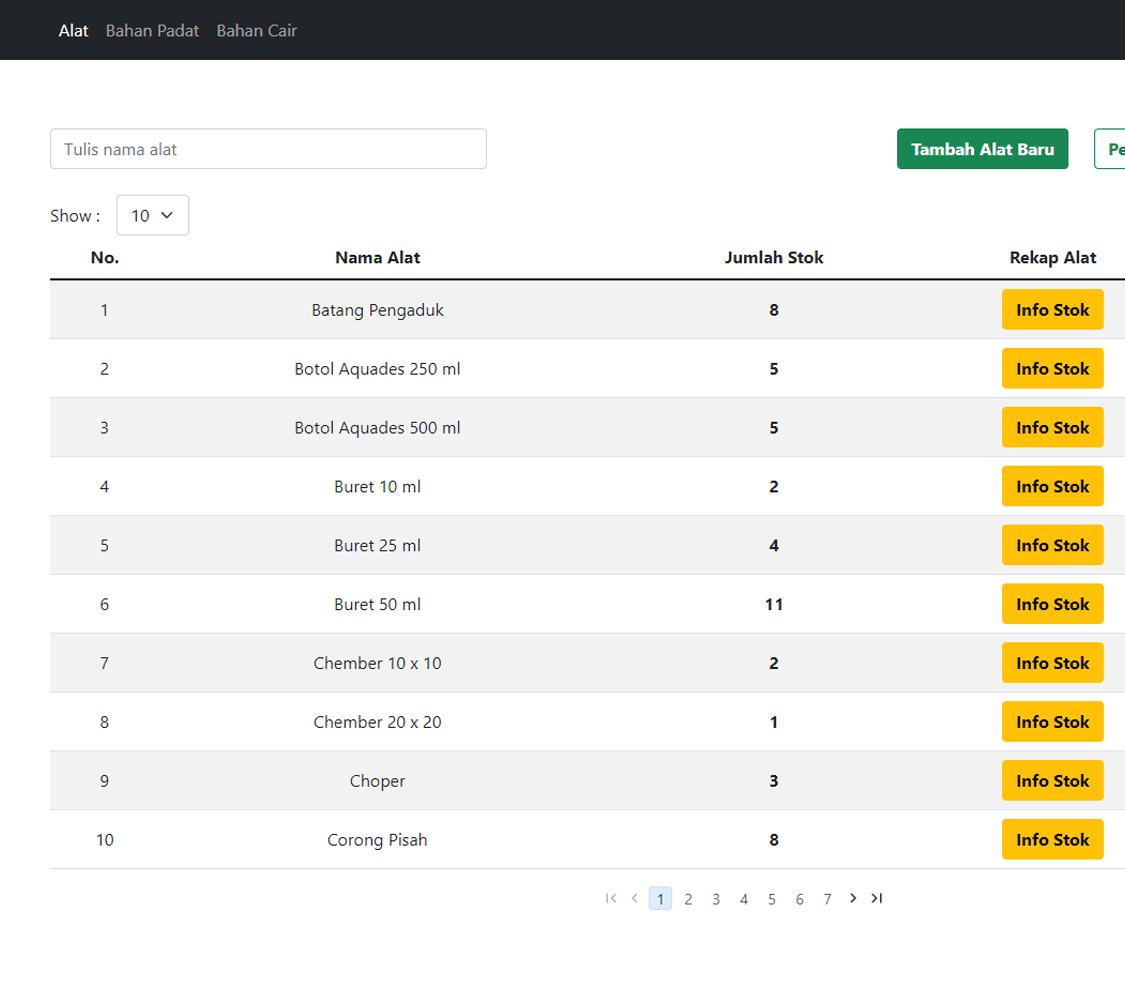 Alat Bahan Padat Bahan Cair
Tulis nama alat Tambah Alat Baru Pe
Show : 10
No. Nama Alat Jumlah Stok Rekap Alat
1 Batang Pengaduk 8 Info Stok
2 Botol Aquades 250 ml 5 Info Stok
3 Botol Aquades 500 ml 5 Info Stok
4 Buret 10 ml 2 Info Stok
5 Buret 25 ml 4 Info Stok
6 Buret 50 ml 11 Info Stok
7 Chember 10 x 10 2 Info Stok
8 Chember 20 x 20 1 Info Stok
9 Choper 3 Info Stok
10 Corong Pisah 8 Info Stok
1 2 3 4 5 6 7